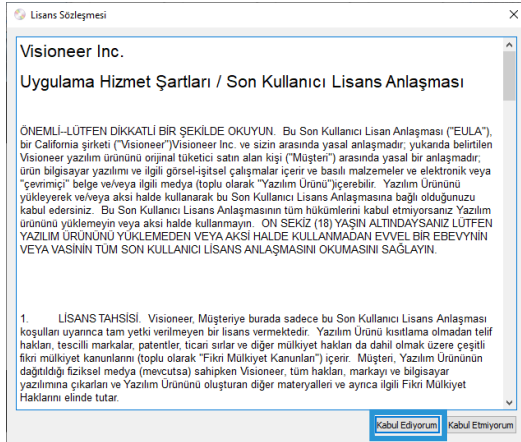 Lisans Sözleşmesi
Visioneer Inc.
Uygulama Hizmet Şartları / Son Kullanıcı Lisans Anlaşması
ÖNEMLİ--LÜTFEN DİKKATLİ BİR ŞEKİLDE OKUYUN. Bu Son Kullanıcı Lisan Anlaşması ("EULA"),
bir California şirketi ("Visioneer")Visioneer Inc. ve sizin arasında yasal anlaşmadır; yukarıda belirtilen
Visioneer yazılım ürününü orijinal tüketici satın alan kişi ("Müşteri") arasında yasal bir anlaşmadır;
ürün bilgisayar yazılımı ve ilgili görsel-işitsel çalışmalar içerir ve basılı malzemeler ve elektronik veya
"çevrimiçi" belge ve/veya ilgili medya (toplu olarak "Yazılım Ürünü")içerebilir. Yazılım Ürününü
yükleyerek ve/veya aksi halde kullanarak bu Son Kullanıcı Lisans Anlaşmasına bağlı olduğunuzu
kabul edersiniz. Bu Son Kullanıcı Lisans Anlaşmasının tüm hükümlerini kabul etmiyorsanız Yazılım
ürününü yüklemeyin veya aksi halde kullanmayın. ON SEKİZ (18) YAŞIN ALTINDAYSANIZ LÜTFEN
YAZILIM ÜRÜNÜNÜ YÜKLEMEDEN VEYA AKSİ HALDE KULLANMADAN EVVEL BİR EBEVYNİN
VEYA VASİNİN TÜM SON KULLANICI LİSANS ANLAŞMASINI OKUMASINI SAĞLAYIN.
1. LİSANS TAHSİSİ. Visioneer, Müşteriye burada sadece bu Son Kullanıcı Lisans Anlaşması
koşulları uyarınca tam yetki verilmeyen bir lisans vermektedir. Yazılım Ürünü kısıtlama olmadan telif
hakları, tescilli markalar, patentler, ticari sırlar ve diğer mülkiyet hakları da dahil olmak üzere çeşitli
fikri mülkiyet kanunlarını (toplu olarak "Fikri Mülkiyet Kanunları") içerir. Müşteri, Yazılım Ürününün
dağıtıldığı fiziksel medya (mevcutsa) sahipken Visioneer, tüm hakları, markayı ve bilgisayar
yazılımına çıkarları ve Yazılım Ürününü oluşturan diğer materyalleri ve ayrıca ilgili Fikri Mülkiyet
Haklarını elinde tutar.
Kabul Ediyorum Kabul Etmiyorum